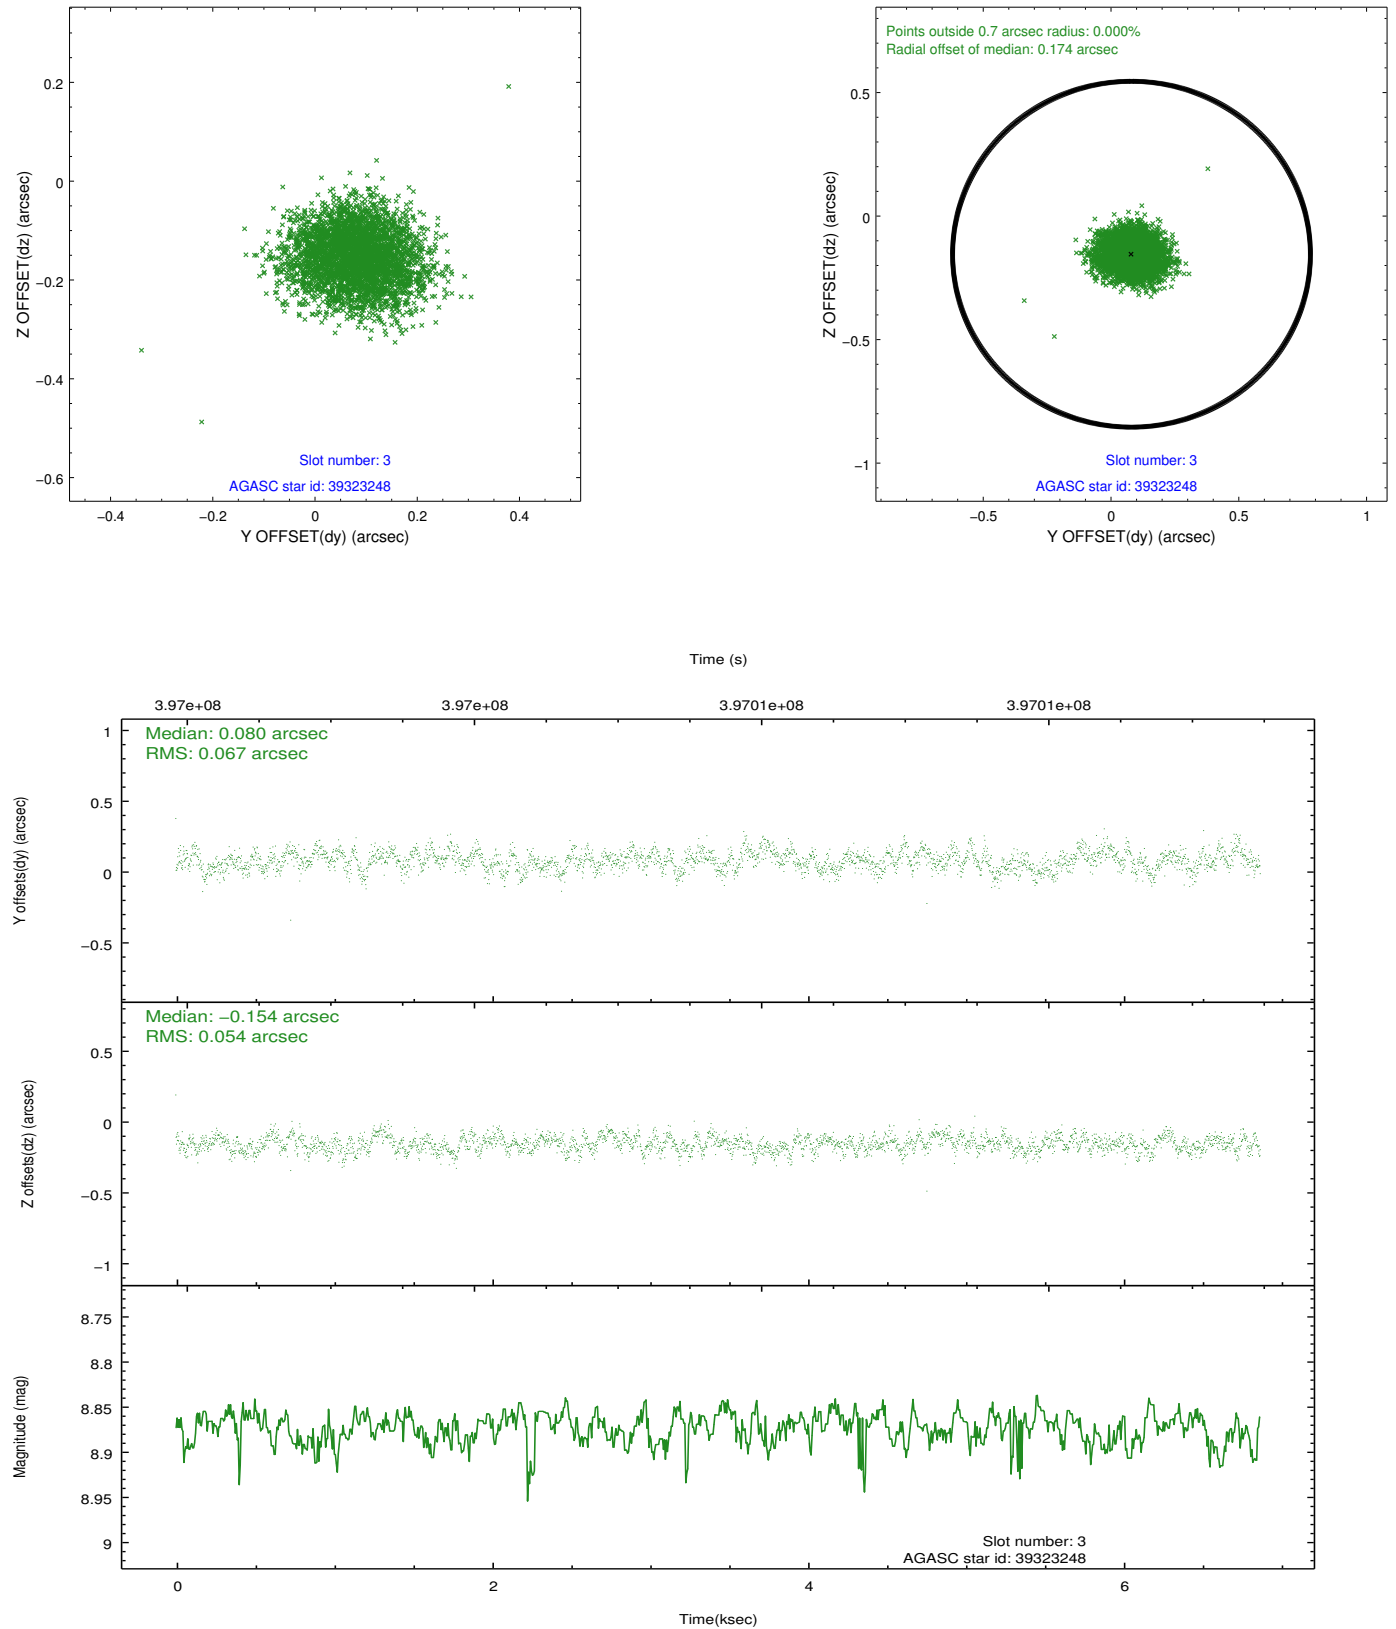 0.2
0
−0.2
−0.4
−0.6
Z OFFSET(dz) (arcsec)
Slot number: 3
AGASC star id: 39323248
−0.4
−0.2
0
0.2
0.4
Y OFFSET(dy) (arcsec)
Points outside 0.7 arcsec radius: 0.000%
Radial offset of median: 0.174 arcsec
0.5
0
−0.5
−1
Z OFFSET(dz) (arcsec)
Slot number: 3
AGASC star id: 39323248
−0.5
0
0.5
1
Y OFFSET(dy) (arcsec)
Time (s)
3.97e+08
3.97e+08
3.9701e+08
3.9701e+08
Median: 0.080 arcsec
RMS: 0.067 arcsec
1
0.5
0
−0.5
Y offsets(dy) (arcsec)
Median: −0.154 arcsec
RMS: 0.054 arcsec
0.5
0
−0.5
−1
Z offsets(dz) (arcsec)
8.75
8.8
8.85
8.9
8.95
9
Magnitude (mag)
Slot number: 3
AGASC star id: 39323248
0
2
4
6
Time(ksec)